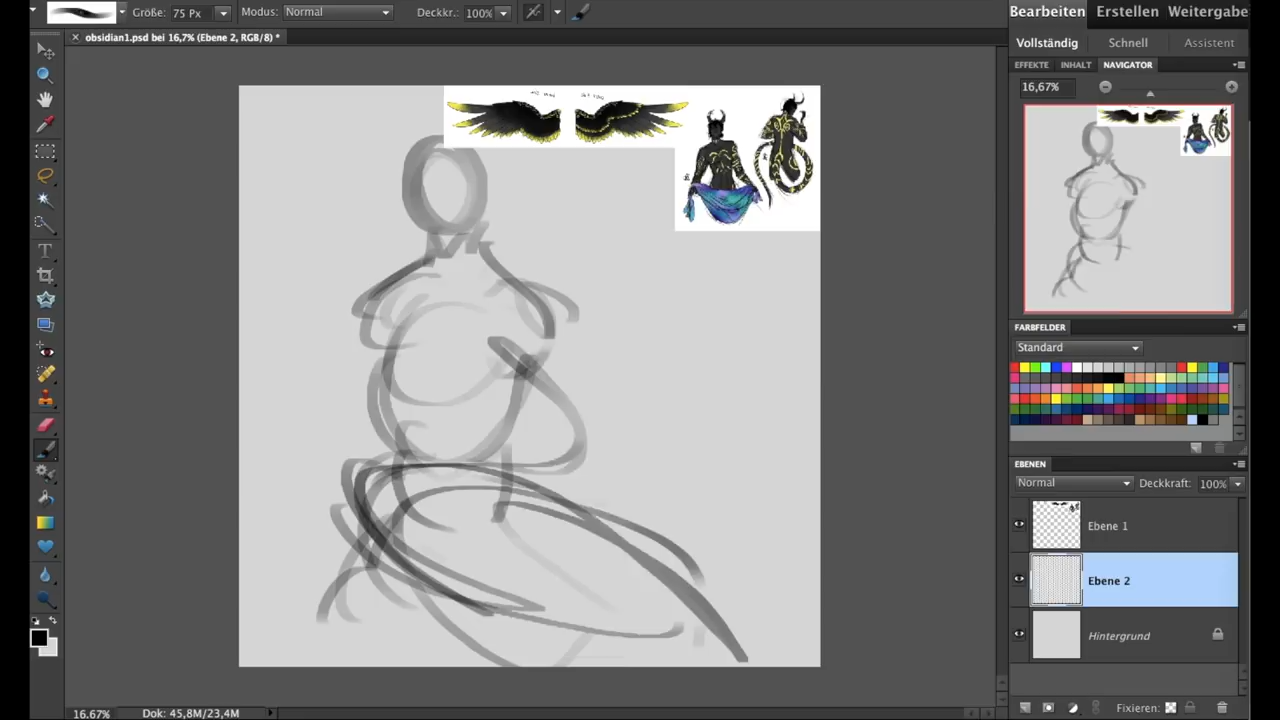 Größe: 75 Px Modus: Normal Deckkr.: 100%
Bearbeiten Erstellen Weitergabe
obsidian1.psd bei 16,7% (Ebene 2, RGB/8) *
Vollständig Schnell Assistent
EFFEKTE INHALT NAVIGATOR
16,67%
FARBFELDER
Standard
EBENEN
Normal Deckkraft: 100%
Ebene 1
Ebene 2
Hintergrund
16.67% Dok: 45,8M/23,4M
Fixieren: